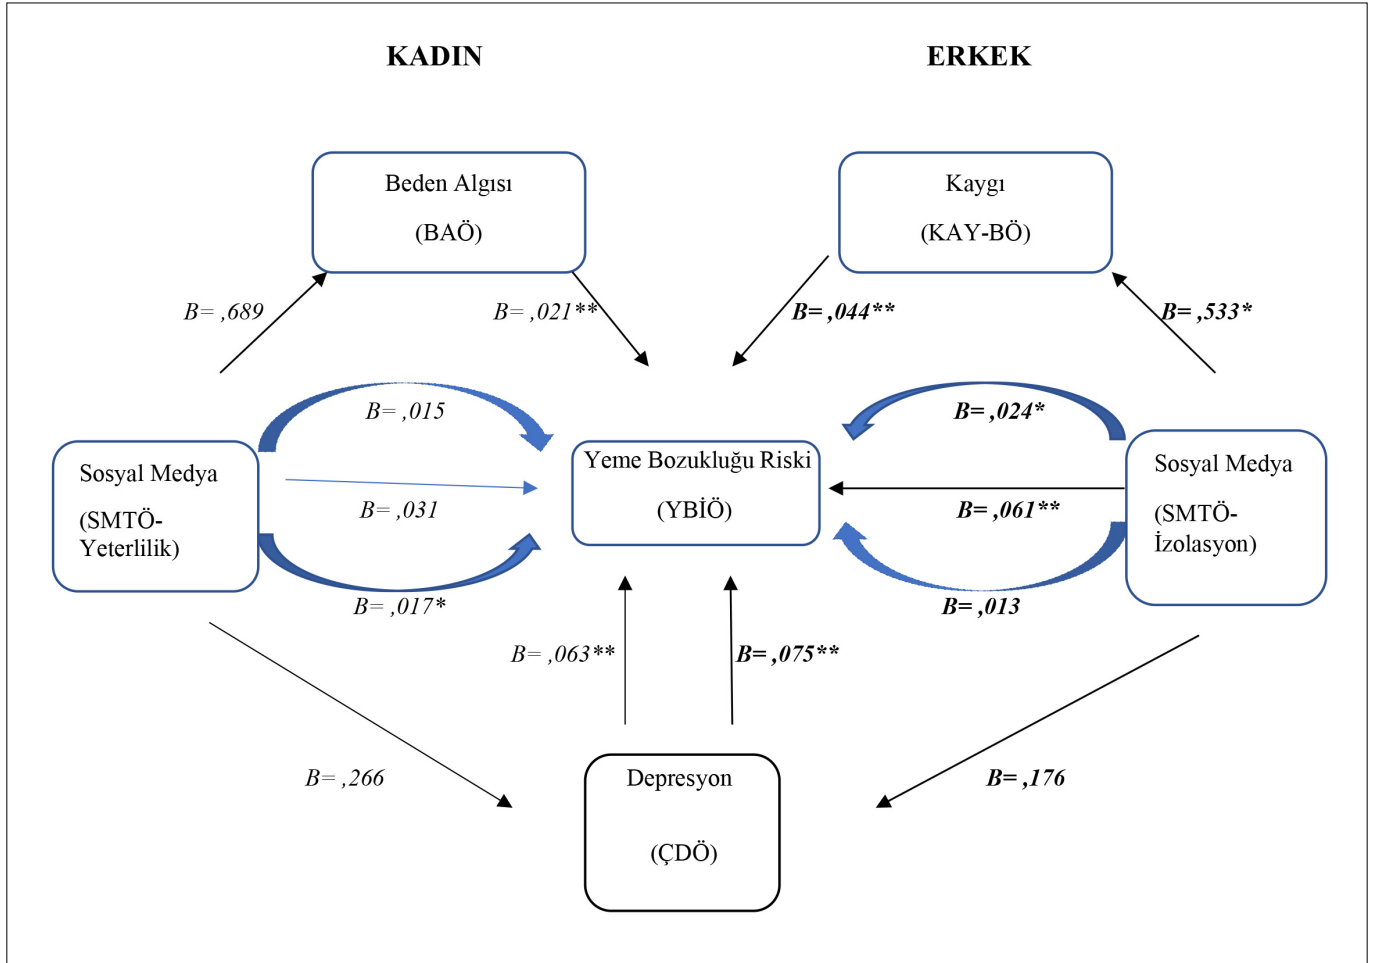 KADIN
ERKEK
Beden Algısı
(BAÖ)
Kaygı
(KAY-BÖ)
B= ,689
B= ,021**
B= ,044**
B= ,533*
B= ,015
B= ,024*
Sosyal Medya
(SMTÖ-
Yeterlilik)
Yeme Bozukluğu Riski
(YBİÖ)
Sosyal Medya
(SMTÖ-
İzolasyon)
B= ,031
B= ,061**
B= ,017*
B= ,013
B= ,063**
B= ,075**
B= ,266
B= ,176
Depresyon
(ÇDÖ)